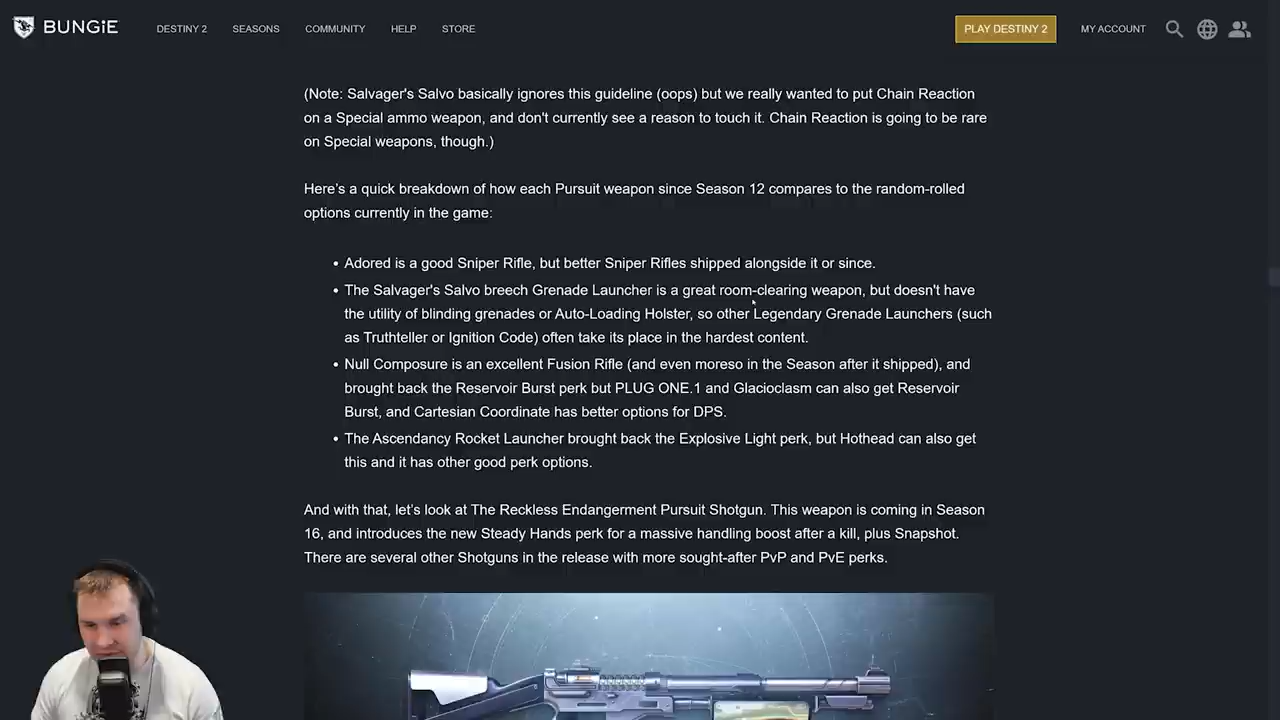 BUNGiE DESTINY 2 SEASONS COMMUNITY HELP STORE PLAY DESTINY 2 MY ACCOUNT
(Note: Salvager's Salvo basically ignores this guideline (oops) but we really wanted to put Chain Reaction
on a Special ammo weapon, and don't currently see a reason to touch it. Chain Reaction is going to be rare
on Special weapons, though.)
Here's a quick breakdown of how each Pursuit weapon since Season 12 compares to the random-rolled
options currently in the game:
• Adored is a good Sniper Rifle, but better Sniper Rifles shipped alongside it or since.
• The Salvager's Salvo breech Grenade Launcher is a great room-clearing weapon, but doesn't have
the utility of blinding grenades or Auto-Loading Holster, so other Legendary Grenade Launchers (such
as Truthteller or Ignition Code) often take its place in the hardest content.
• Null Composure is an excellent Fusion Rifle (and even moreso in the Season after it shipped), and
brought back the Reservoir Burst perk but PLUG ONE.1 and Glacioclasm can also get Reservoir
Burst, and Cartesian Coordinate has better options for DPS.
• The Ascendancy Rocket Launcher brought back the Explosive Light perk, but Hothead can also get
this and it has other good perk options.
And with that, let's look at The Reckless Endangerment Pursuit Shotgun. This weapon is coming in Season
16, and introduces the new Steady Hands perk for a massive handling boost after a kill, plus Snapshot.
There are several other Shotguns in the release with more sought-after PvP and PvE perks.